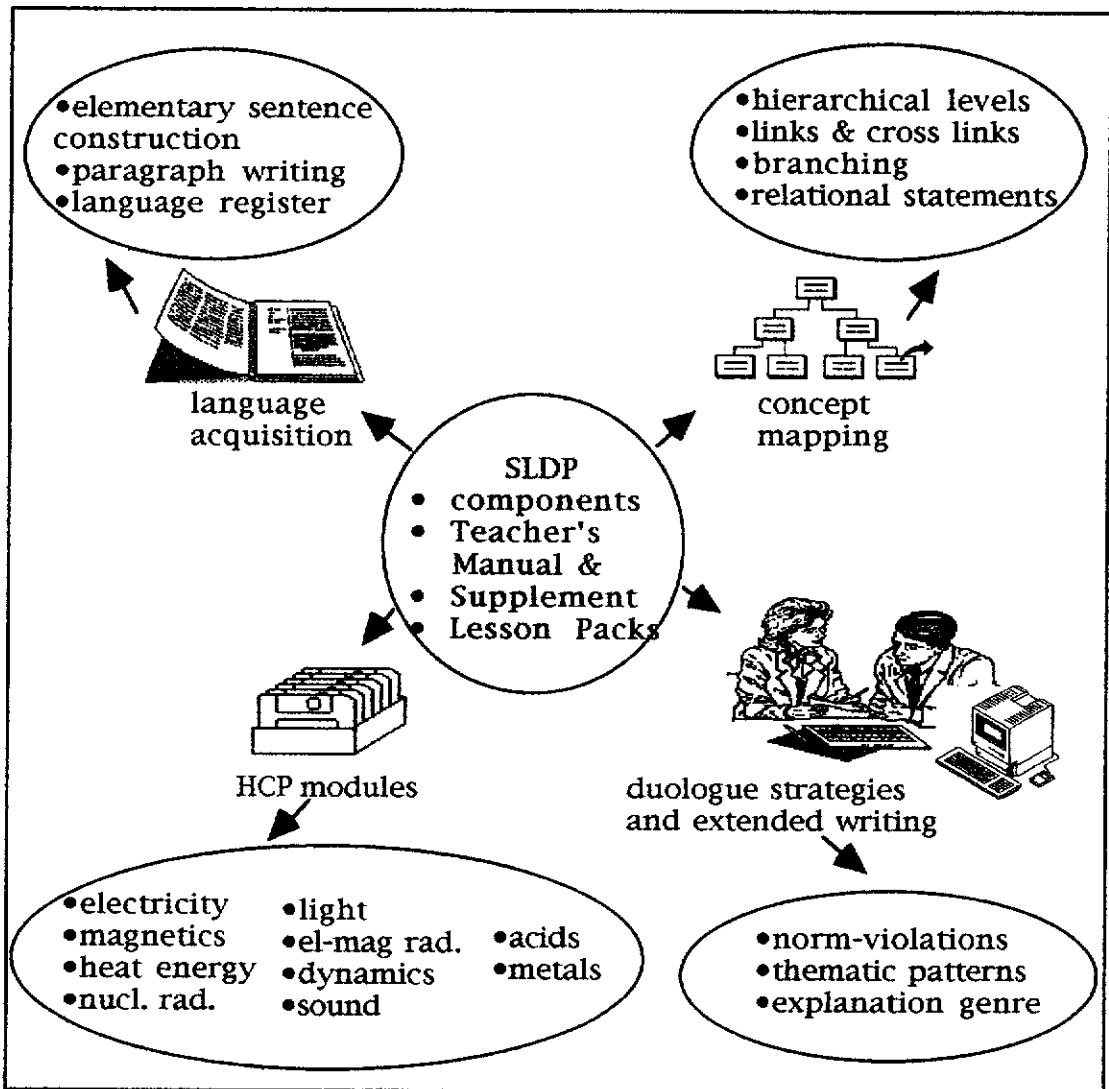 •elementary sentence
construction
•paragraph writing
•language register
•hierarchical levels
•links & cross links
•branching
•relational statements
language
acquisition
concept
mapping
SLDP
• components
• Teacher's
Manual &
• Supplement
• Lesson Packs
HCP modules
duologue strategies
and extended writing
•electricity
•magnetics
•heat energy
•nucl. rad.
•light
•el-mag rad.
•dynamics
•sound
•acids
•metals
•norm-violations
•thematic patterns
•explanation genre